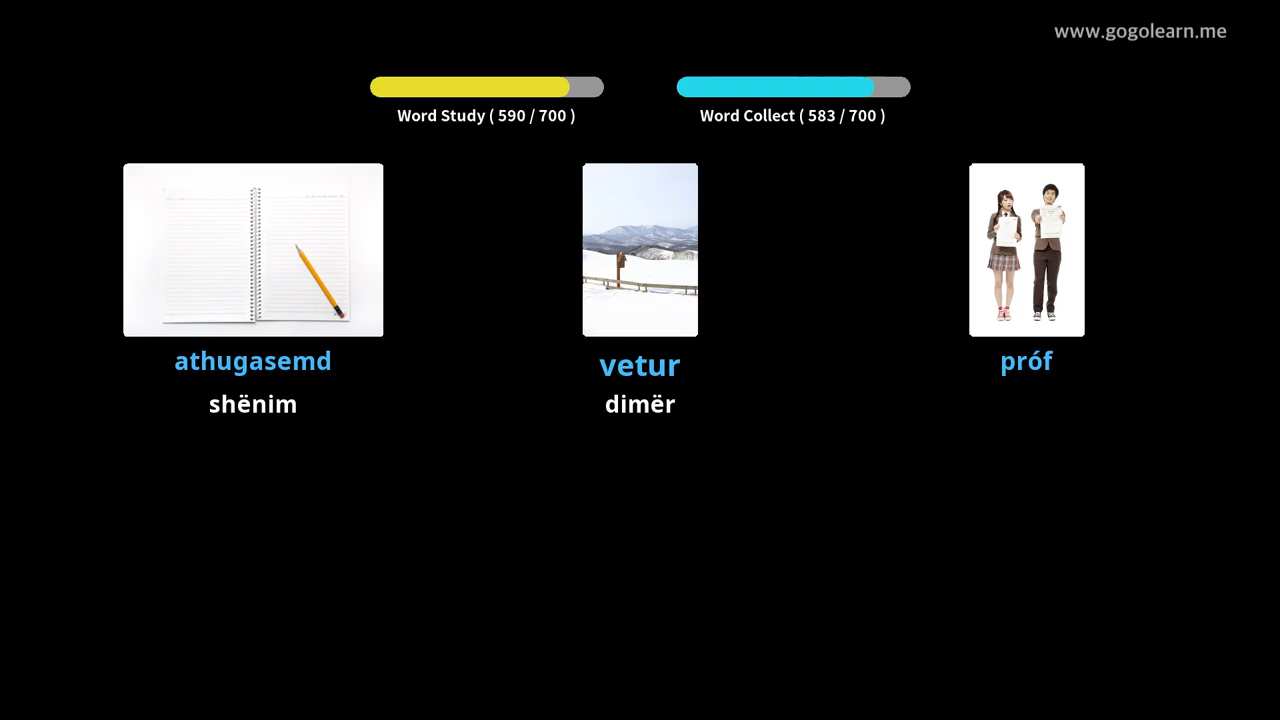 www.gogolearn.me
Word Study ( 590 / 700 )
Word Collect ( 583 / 700 )
athugasemd
shënim
vetur
dimër
próf